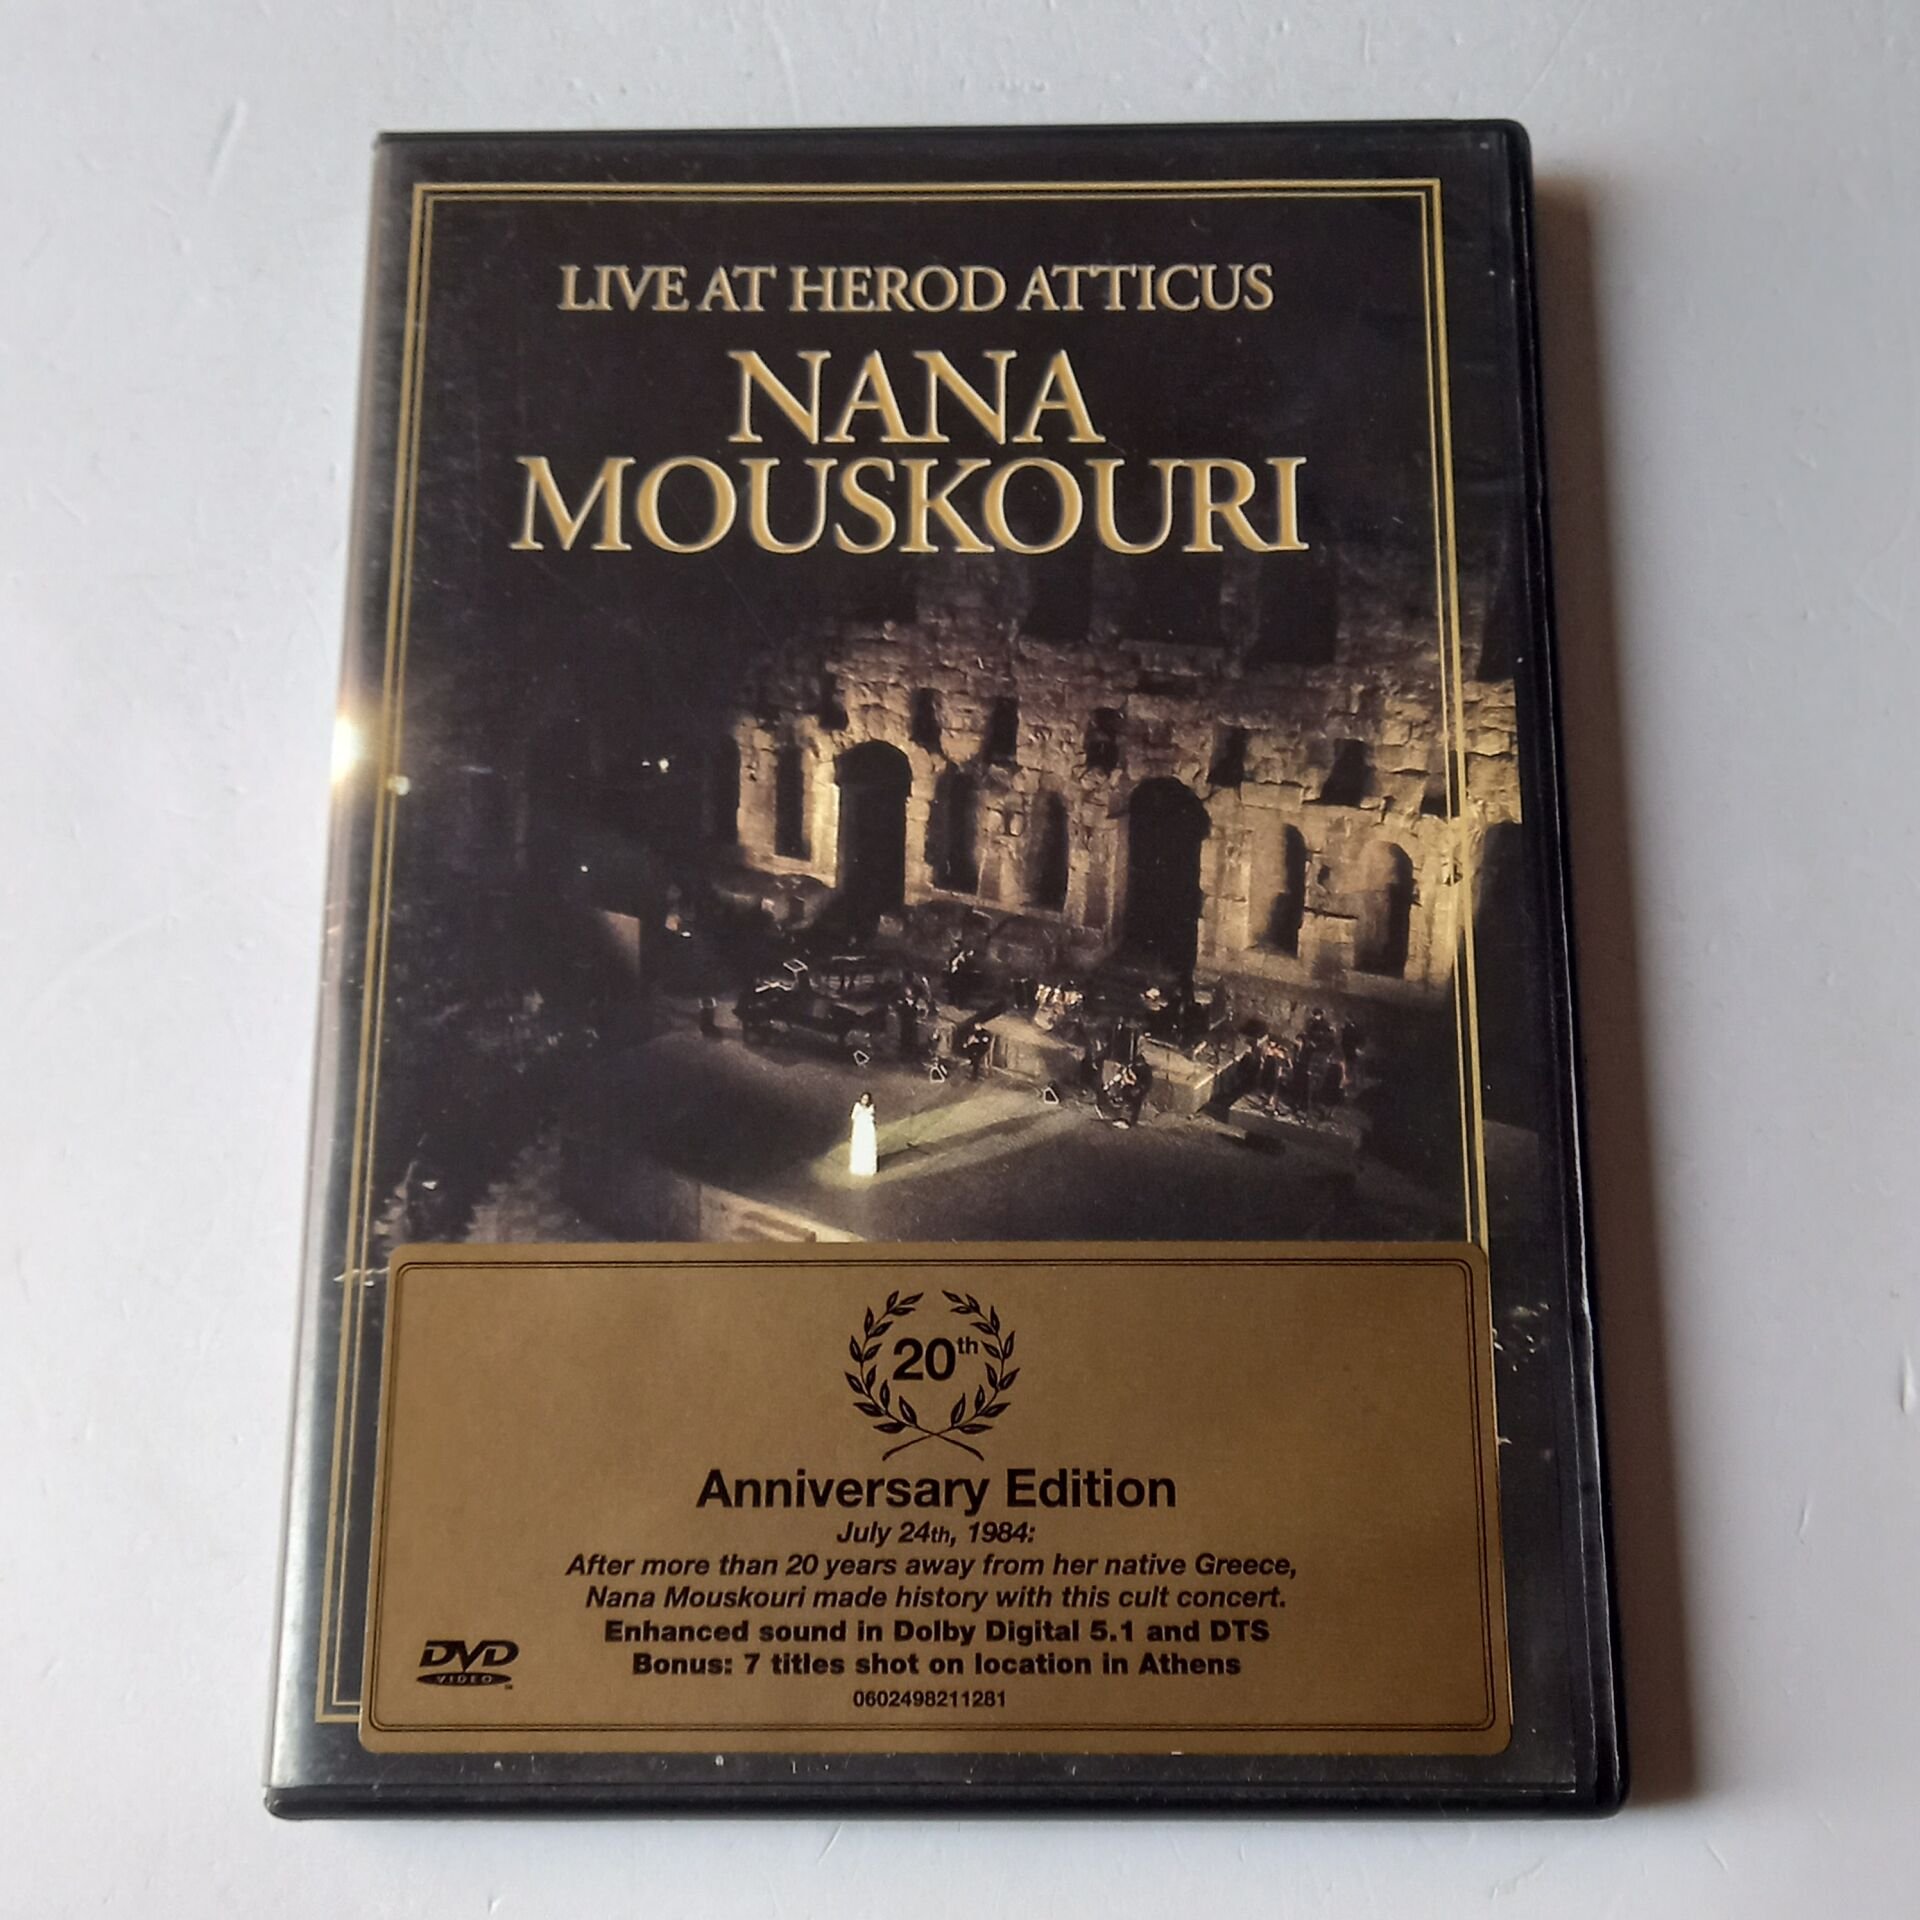 LIVE AT HEROD ATTICUS
NANA
MOUSKOURI
20th
Anniversary Edition
July 24th, 1984:
After more than 20 years away from her native Greece,
Nana Mouskouri made history with this cult concert.
Enhanced sound in Dolby Digital 5.1 and DTS
Bonus: 7 titles shot on location in Athens
0602498211281
DVD
VIDEO